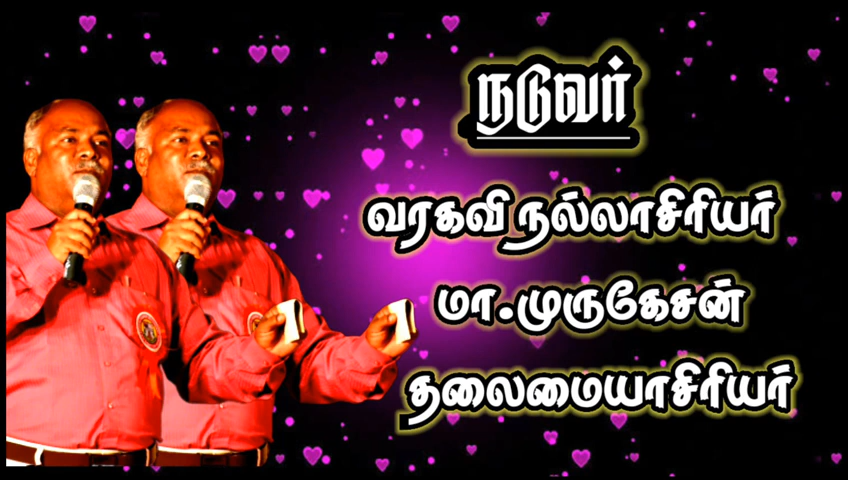 நடுவர்
வரகவி நல்லாசிரியர்
மா.முருகேசன்
தலைமையாசிரியர்